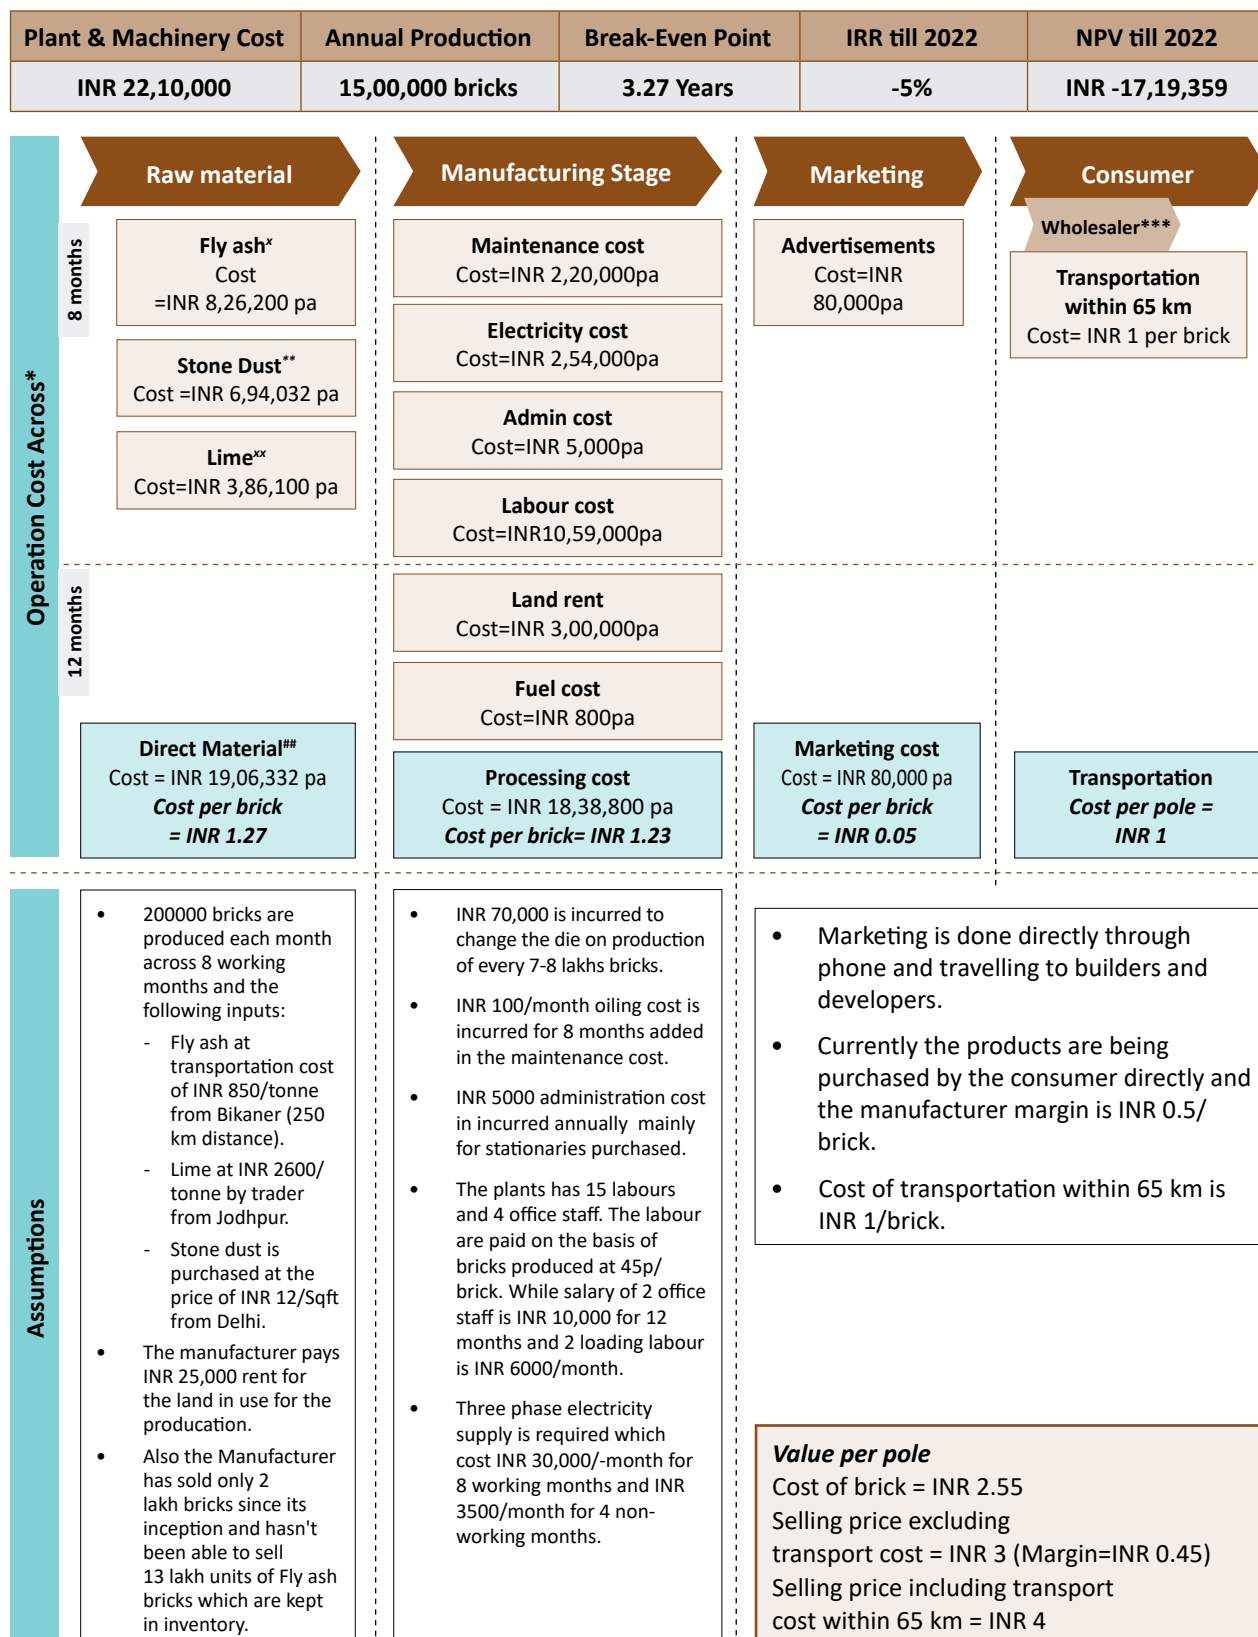 Plant & Machinery Cost
Annual Production
Break-Even Point
IRR till 2022
NPV till 2022
INR 22,10,000
15,00,000 bricks
3.27 Years
-5%
INR -17,19,359
Operation Cost Across*
8 months
12 months
Raw material
Fly ashˣ
Cost
=INR 8,26,200 pa
Stone Dust**
Cost =INR 6,94,032 pa
Limeˣˣ
Cost=INR 3,86,100 pa
Direct Material##
Cost = INR 19,06,332 pa
Cost per brick
= INR 1.27
Manufacturing Stage
Maintenance cost
Cost=INR 2,20,000pa
Electricity cost
Cost=INR 2,54,000pa
Admin cost
Cost=INR 5,000pa
Labour cost
Cost=INR10,59,000pa
Land rent
Cost=INR 3,00,000pa
Fuel cost
Cost=INR 800pa
Processing cost
Cost = INR 18,38,800 pa
Cost per brick= INR 1.23
Marketing
Advertisements
Cost=INR
80,000pa
Marketing cost
Cost = INR 80,000 pa
Cost per brick
= INR 0.05
Consumer
Wholesaler***
Transportation
within 65 km
Cost= INR 1 per brick
Transportation
Cost per pole =
INR 1
Assumptions
• 200000 bricks are
produced each month
across 8 working
months and the
following inputs:
- Fly ash at
transportation cost
of INR 850/tonne
from Bikaner (250
km distance).
- Lime at INR 2600/
tonne by trader
from Jodhpur.
- Stone dust is
purchased at the
price of INR 12/Sqft
from Delhi.
• The manufacturer pays
INR 25,000 rent for
the land in use for the
producation.
• Also the Manufacturer
has sold only 2
lakh bricks since its
inception and hasn't
been able to sell
13 lakh units of Fly ash
bricks which are kept
in inventory.
• INR 70,000 is incurred to
change the die on production
of every 7-8 lakhs bricks.
• INR 100/month oiling cost is
incurred for 8 months added
in the maintenance cost.
• INR 5000 administration cost
in incurred annually mainly
for stationaries purchased.
• The plants has 15 labours
and 4 office staff. The labour
are paid on the basis of
bricks produced at 45p/
brick. While salary of 2 office
staff is INR 10,000 for 12
months and 2 loading labour
is INR 6000/month.
• Three phase electricity
supply is required which
cost INR 30,000/-month for
8 working months and INR
3500/month for 4 non-
working months.
• Marketing is done directly through
phone and travelling to builders and
developers.
• Currently the products are being
purchased by the consumer directly and
the manufacturer margin is INR 0.5/
brick.
• Cost of transportation within 65 km is
INR 1/brick.
Value per pole
Cost of brick = INR 2.55
Selling price excluding
transport cost = INR 3 (Margin=INR 0.45)
Selling price including transport
cost within 65 km = INR 4